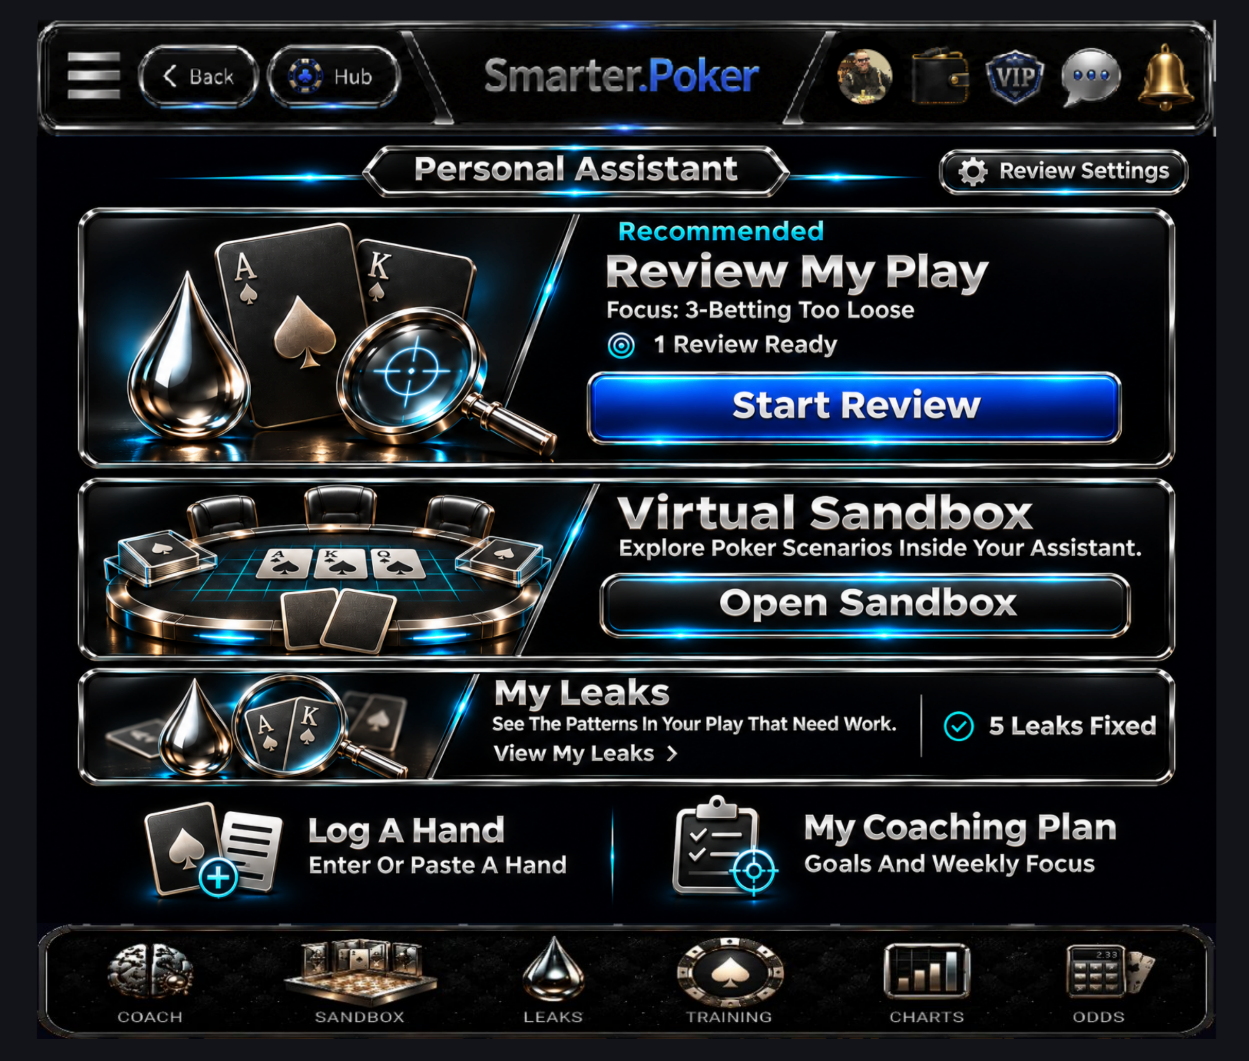 Back
Hub
Smarter.Poker
VIP
Personal Assistant
Review Settings
A
K
Recommended
Review My Play
Focus: 3-Betting Too Loose
1 Review Ready
Start Review
A
K
Q
Virtual Sandbox
Explore Poker Scenarios Inside Your Assistant.
Open Sandbox
A
K
My Leaks
See The Patterns In Your Play That Need Work.
View My Leaks >
5 Leaks Fixed
Log A Hand
Enter Or Paste A Hand
My Coaching Plan
Goals And Weekly Focus
2.33
COACH
SANDBOX
LEAKS
TRAINING
CHARTS
ODDS